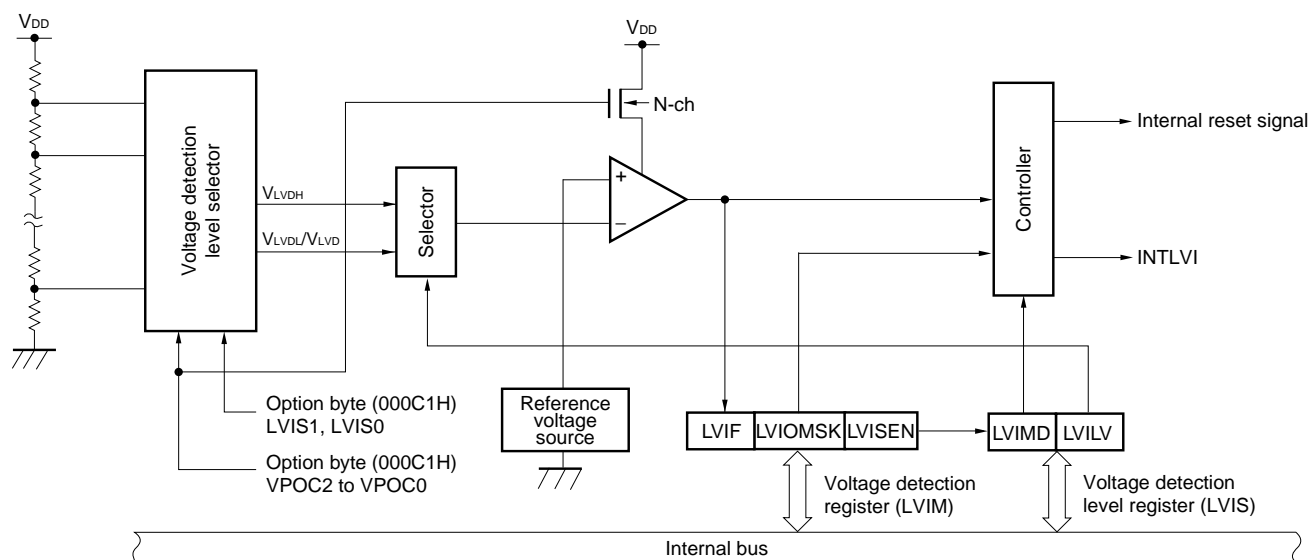 VDD
VDD
N-ch
Voltage detection
level selector
VLVDH
VLVDL/VLVD
Selector
+
−
Controller
Internal reset signal
INTLVI
Option byte (000C1H)
LVIS1, LVIS0
Option byte (000C1H)
VPOC2 to VPOC0
Reference
voltage
source
LVIF
LVIOMSK
LVISEN
LVIMD
LVILV
Voltage detection
register (LVIM)
Voltage detection
level register (LVIS)
Internal bus